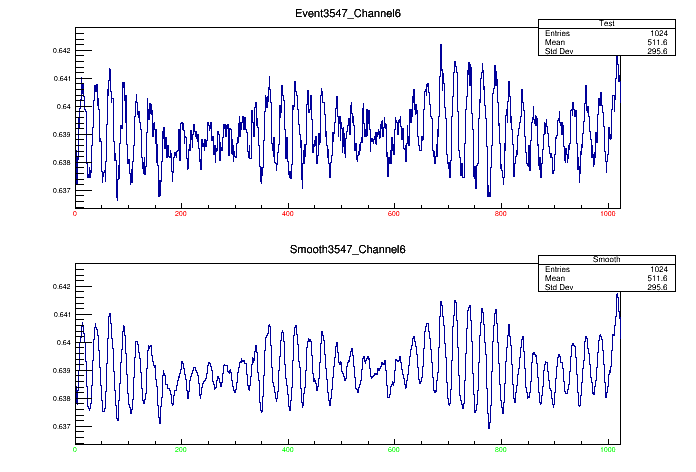 Event3547_Channel6
Test
Entries 1024
Mean 511.6
Std Dev 295.6
0.642
0.641
0.64
0.639
0.638
0.637
0 200 400 600 800 1000
Smooth3547_Channel6
Smooth
Entries 1024
Mean 511.6
Std Dev 295.6
0.642
0.641
0.64
0.639
0.638
0.637
0 200 400 600 800 1000